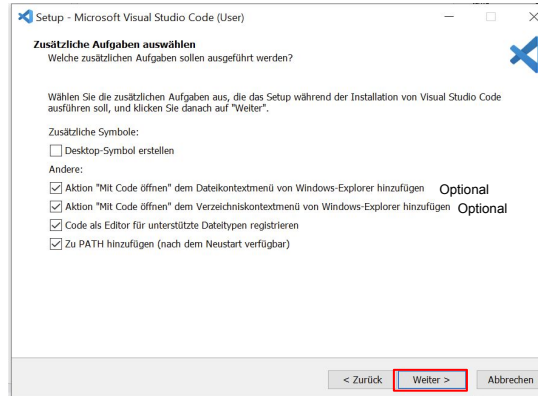 Setup - Microsoft Visual Studio Code (User)
Zusätzliche Aufgaben auswählen
Welche zusätzlichen Aufgaben sollen ausgeführt werden?
Wählen Sie die zusätzlichen Aufgaben aus, die das Setup während der Installation von Visual Studio Code
ausführen soll, und klicken Sie danach auf "Weiter".
Zusätzliche Symbole:
Desktop-Symbol erstellen
Andere:
Aktion "Mit Code öffnen" dem Dateikontextmenü von Windows-Explorer hinzufügen Optional
Aktion "Mit Code öffnen" dem Verzeichniskontextmenü von Windows-Explorer hinzufügen Optional
Code als Editor für unterstützte Dateitypen registrieren
Zu PATH hinzufügen (nach dem Neustart verfügbar)
< Zurück Weiter > Abbrechen